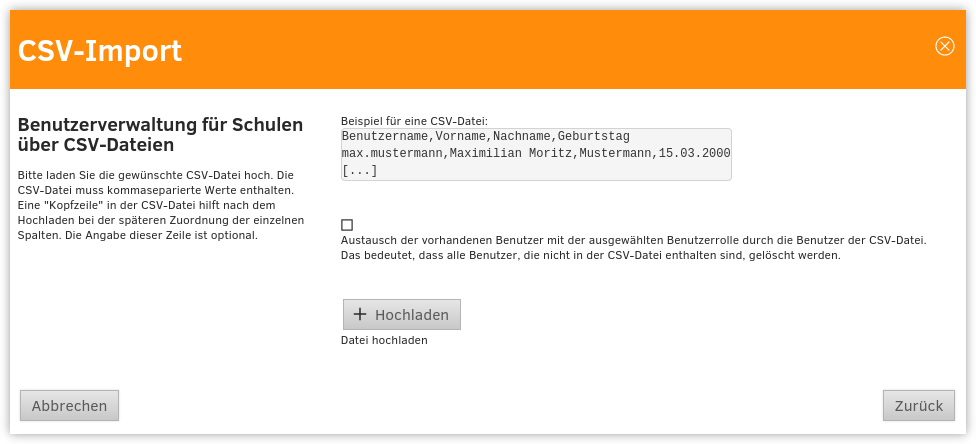 CSV-Import
Benutzerverwaltung für Schulen
über CSV-Dateien
Bitte laden Sie die gewünschte CSV-Datei hoch. Die
CSV-Datei muss kommaseparierte Werte enthalten.
Eine "Kopfzeile" in der CSV-Datei hilft nach dem
Hochladen bei der späteren Zuordnung der einzelnen
Spalten. Die Angabe dieser Zeile ist optional.
Beispiel für eine CSV-Datei:
Benutzername,Vorname,Nachname,Geburtstag
max.mustermann,Maximilian Moritz,Mustermann,15.03.2000
[...]
Austausch der vorhandenen Benutzer mit der ausgewählten Benutzerrolle durch die Benutzer der CSV-Datei.
Das bedeutet, dass alle Benutzer, die nicht in der CSV-Datei enthalten sind, gelöscht werden.
Hochladen
Datei hochladen
Abbrechen
Zurück